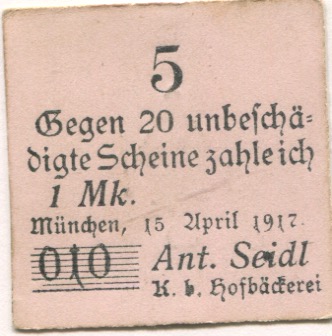 5
Gegen 20 unbeschä-
digte Scheine zahle ich
1 Mk.
München, 15 April 1917.
010 Ant. Seidl
K. b. Hofbäckerei